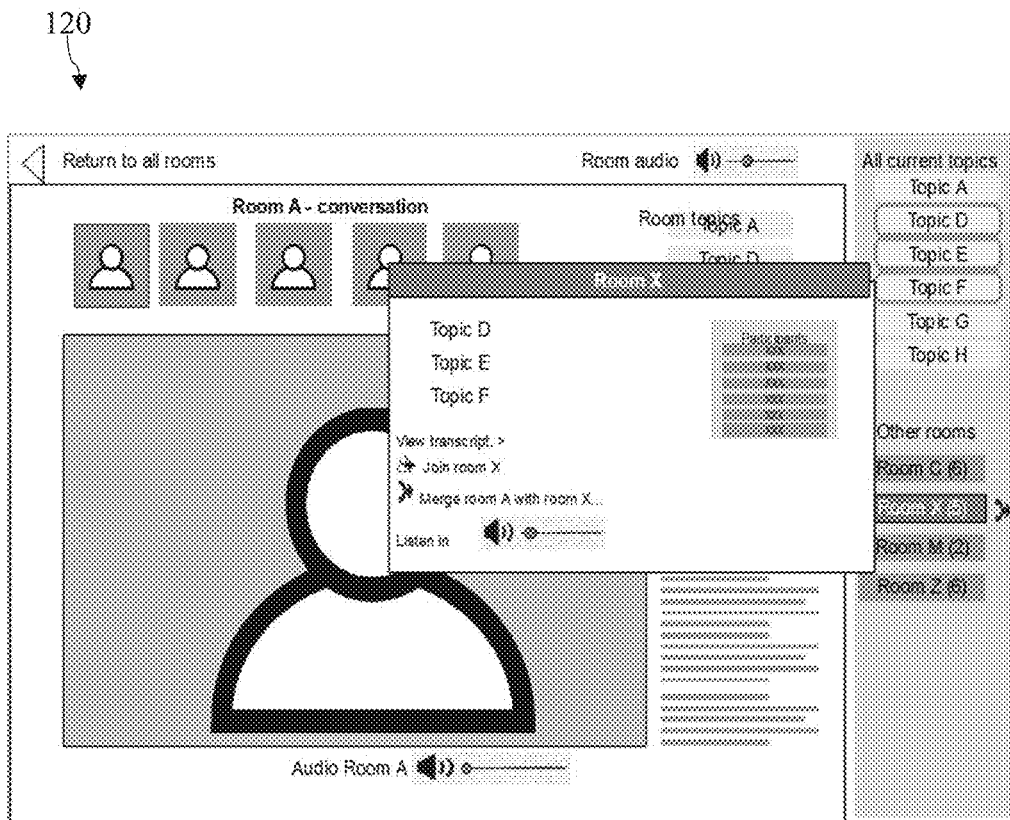 120
Return to all rooms
Room audio
All current topics
Topic A
Topic D
Topic E
Topic F
Topic G
Topic H
Room A - conversation
Room topics
Topic A
Topic D
Room X
Topic D
Topic E
Topic F
Participants
View transcript. >
Join room X
Merge room A with room X...
Listen in
Other rooms
Room X
Room M (2)
Room Z (6)
Audio Room A